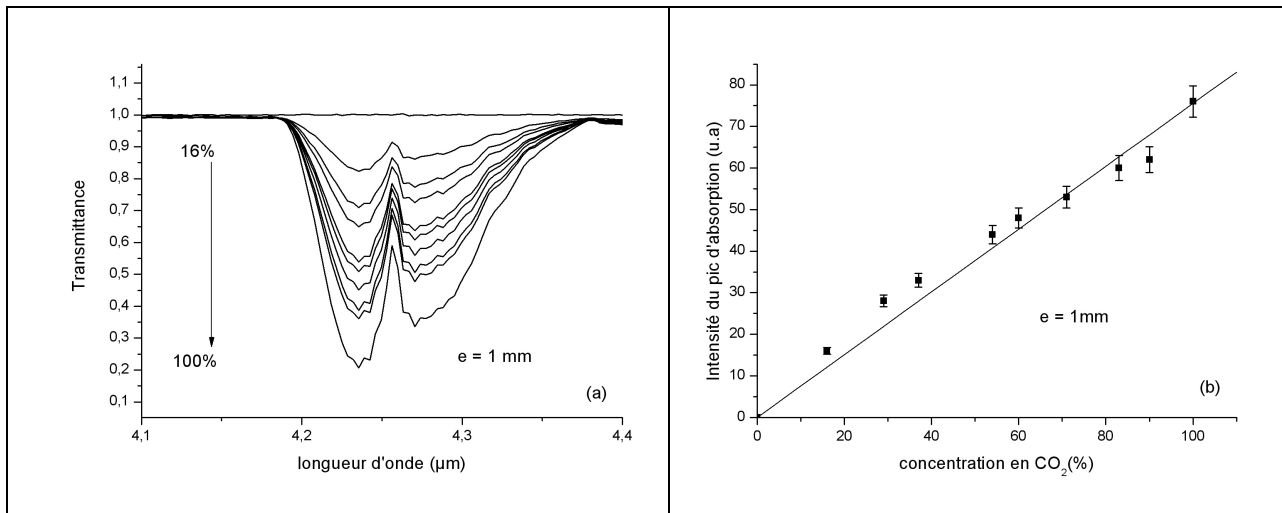 1,1
1,0
0,9
0,8
0,7
0,6
0,5
0,4
0,3
0,2
0,1
Transmittance
16%
100%
e = 1 mm
(a)
4,1 4,2 4,3 4,4
longueur d'onde (µm)
80
70
60
50
40
30
20
10
0
Intensité du pic d'absorption (u.a)
e = 1mm
(b)
0 20 40 60 80 100
concentration en CO₂(%)